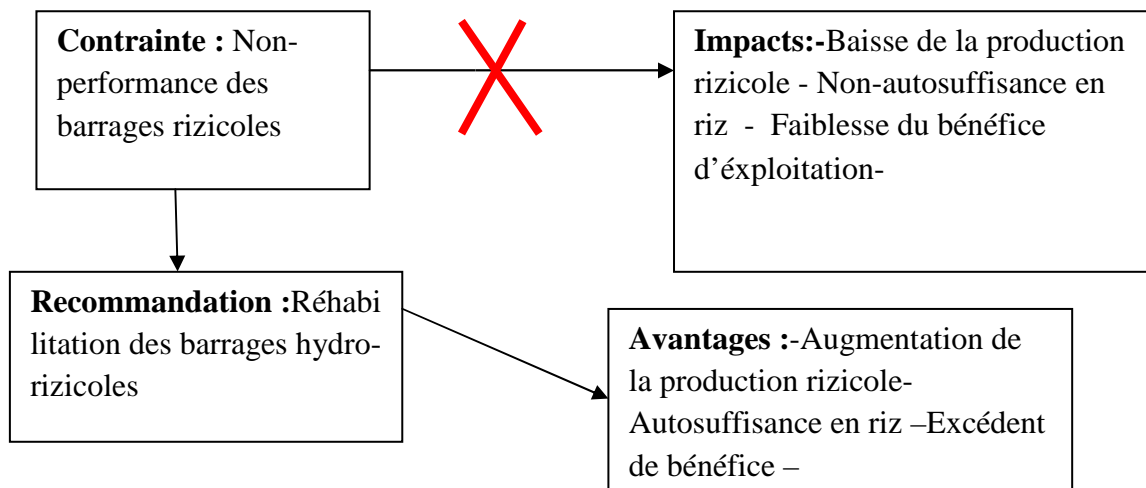 Contrainte : Non-
performance des
barrages rizicoles
Impacts:-Baisse de la production
rizicole - Non-autosuffisance en
riz - Faiblesse du bénéfice
d’éxploitation-
Recommandation :Réhabi
litation des barrages hydro-
rizicoles
Avantages :-Augmentation de
la production rizicole-
Autosuffisance en riz –Excédent
de bénéfice –